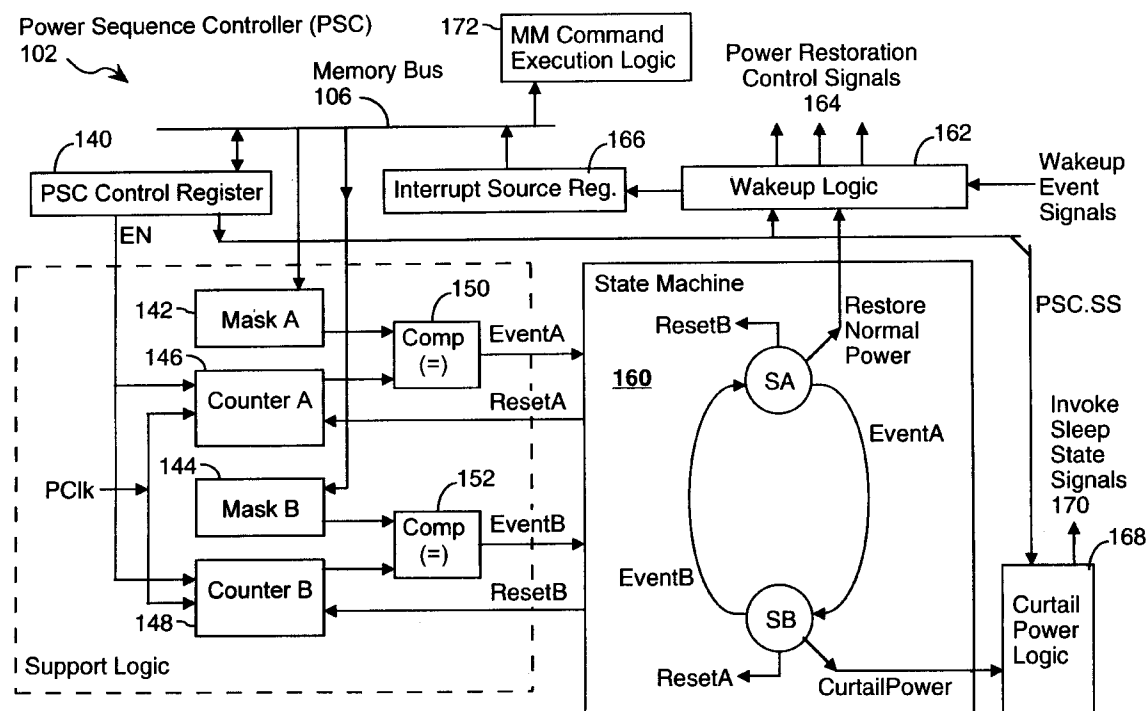 Power Sequence Controller (PSC)
102
172
MM Command
Execution Logic
Memory Bus
106
Power Restoration
Control Signals
164
140
PSC Control Register
166
Interrupt Source Reg.
162
Wakeup Logic
Wakeup
Event
Signals
EN
142
Mask A
150
Comp
(=)
EventA
146
Counter A
ResetA
PClk
144
Mask B
152
Comp
(=)
EventB
Counter B
148
ResetB
Support Logic
State Machine
160
ResetB
Restore
Normal
Power
SA
EventA
EventB
SB
ResetA
CurtailPower
PSC.SS
Invoke
Sleep
State
Signals
170
168
Curtail
Power
Logic